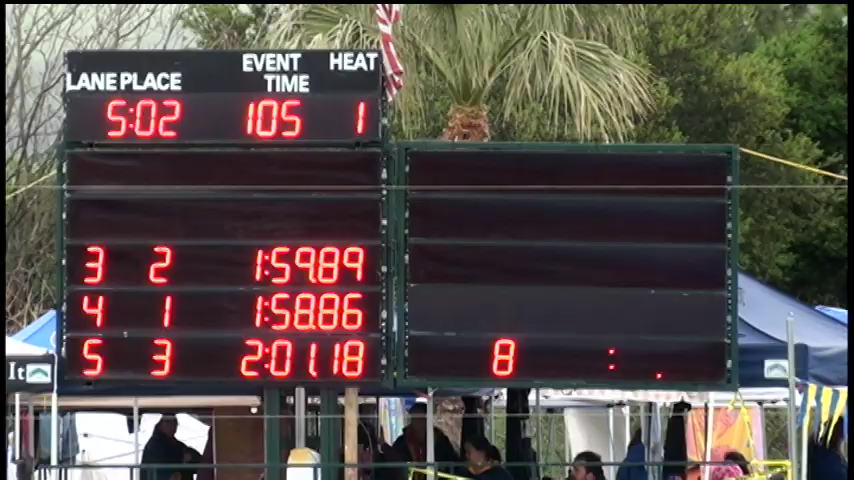 LANE PLACE EVENT TIME HEAT
5:02 105 1
3 2 1:59.89
4 1 1:58.86
5 3 2:01.18
8 : .
It